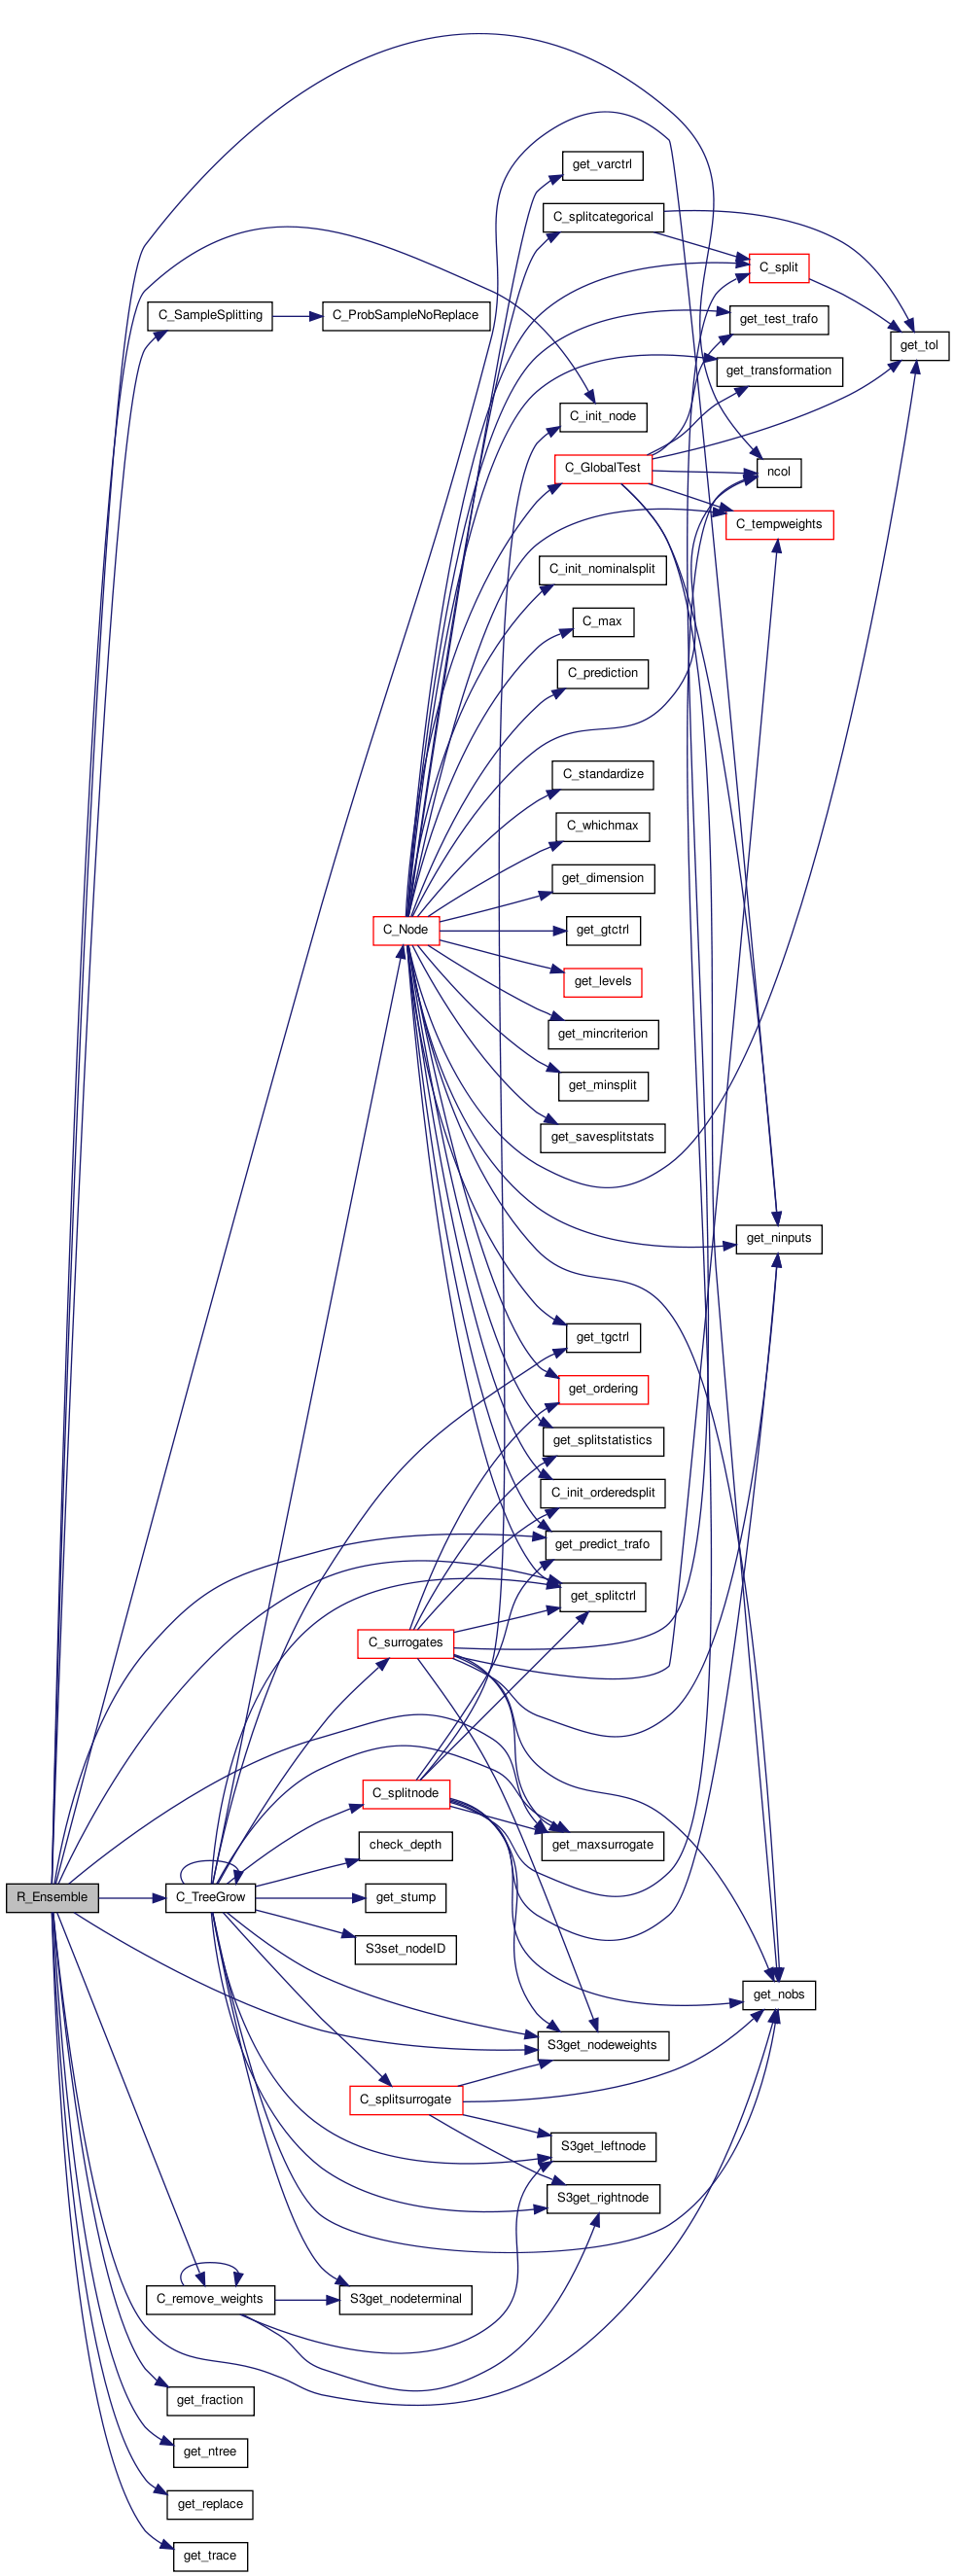 get_varctrl
C_splitcategorical
C_split
C_SampleSplitting
C_ProbSampleNoReplace
get_test_trafo
get_tol
get_transformation
C_init_node
C_GlobalTest
ncol
C_tempweights
C_init_nominalsplit
C_max
C_prediction
C_standardize
C_whichmax
get_dimension
C_Node
get_gtctrl
get_levels
get_mincriterion
get_minsplit
get_savesplitstats
get_ninputs
get_tgctrl
get_ordering
get_splitstatistics
C_init_orderedsplit
get_predict_trafo
get_splitctrl
C_surrogates
C_splitnode
check_depth
get_maxsurrogate
R_Ensemble
C_TreeGrow
get_stump
S3set_nodeID
get_nobs
S3get_nodeweights
C_splitsurrogate
S3get_leftnode
S3get_rightnode
C_remove_weights
S3get_nodeterminal
get_fraction
get_ntree
get_replace
get_trace